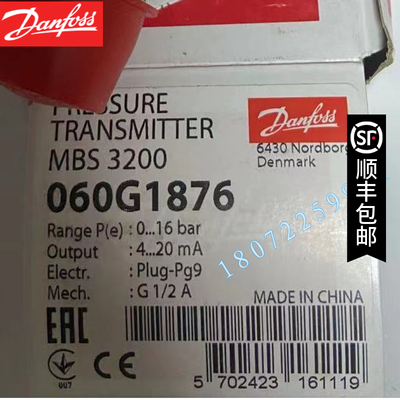 Danfoss
PRESSURE
TRANSMITTER
MBS 3200
060G1876
Range P(e) : 0...16 bar
Output : 4...20 mA
Electr. : Plug-Pg9
Mech. : G 1/2 A
Danfoss
6430 Nordborg
Denmark
SF
顺丰包邮
MADE IN CHINA
EAC
007
CE
5 702423 161119